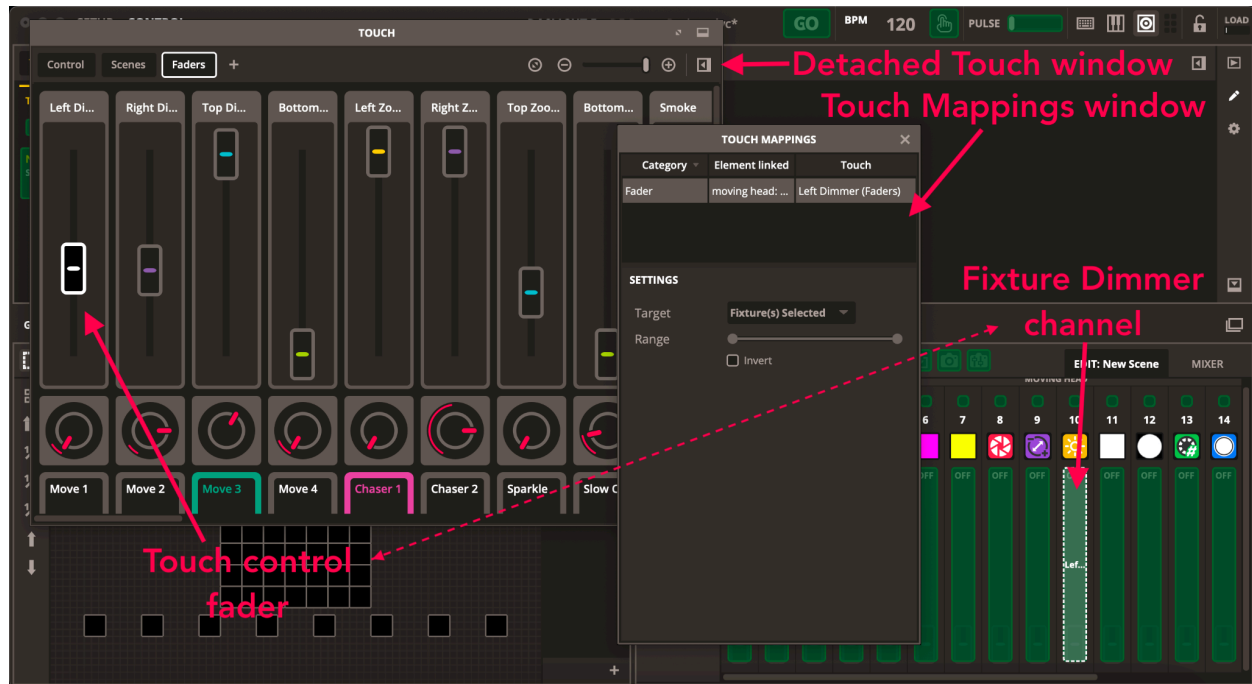 TOUCH
GO
BPM
120
PULSE
LOAD
Control
Scenes
Faders
+
Detached Touch window
Touch Mappings window
Left Di...
Right Di...
Top Di...
Bottom...
Left Zo...
Right Z...
Top Zoo...
Bottom...
Smoke
TOUCH MAPPINGS
Category
Element linked
Touch
Fader
moving head: ...
Left Dimmer (Faders)
SETTINGS
Target
Fixture(s) Selected
Range
Invert
Fixture Dimmer
channel
EDIT: New Scene
MIXER
MOVING HEAD
6
7
8
9
10
11
12
13
14
OFF
OFF
OFF
OFF
OFF
OFF
OFF
OFF
Lef...
Move 1
Move 2
Move 3
Move 4
Chaser 1
Chaser 2
Sparkle
Slow C
Touch control
fader
+